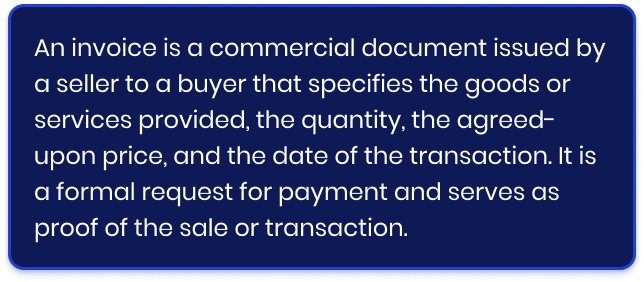 An invoice is a commercial document issued by
a seller to a buyer that specifies the goods or
services provided, the quantity, the agreed-
upon price, and the date of the transaction. It is
a formal request for payment and serves as
proof of the sale or transaction.